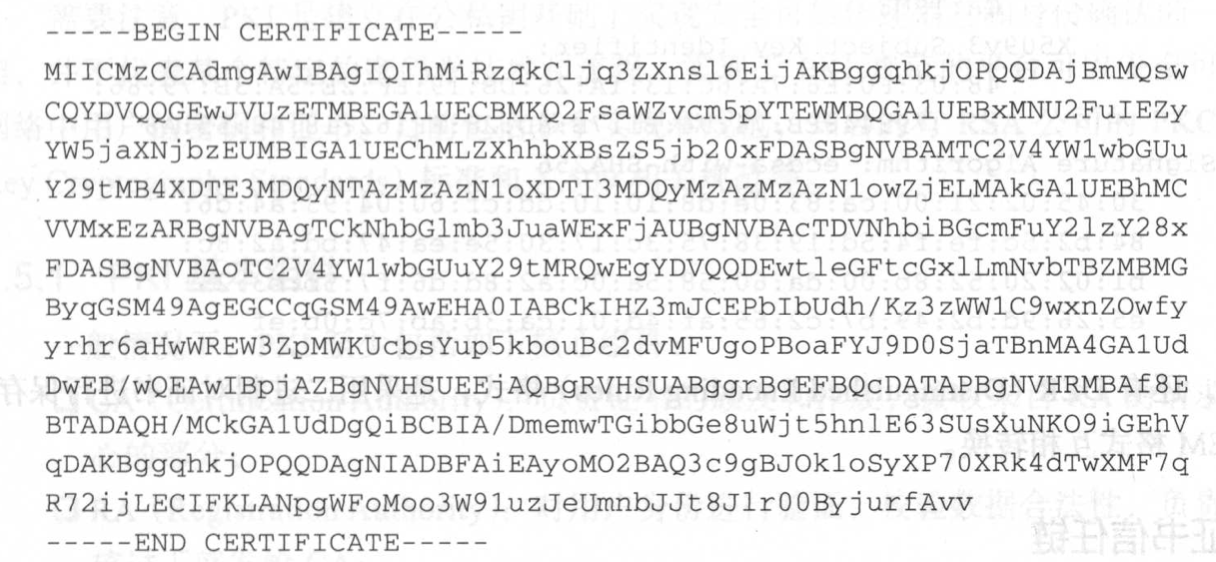 -----BEGIN CERTIFICATE-----
MIICMzCCAdmgAwIBAgIQIhMiRzqkCljq3ZXnsl6EijAKBggqhkjOPQQDAjBmMQsw
CQYDVQQGEwJVUzETMBEGA1UECBMKQ2FsaWZvcm5pYTEWMBQGA1UEBxMNU2FuIEZy
YW5jaXNjbzEUMBIGA1UEChMLZXhhbXBsZS5jb20xFDASBgNVBAMTC2V4YW1wbGUu
Y29tMB4XDTE3MDQyNTAzMzAzN1oXDTI3MDQyMzAzMzAzN1owZjELMAkGA1UEBhMC
VVMxEzARBgNVBAgTCkNhbGlmb3JuaWExFjAUBgNVBAcTDVNhbiBGcmFuY2lzY28x
FDASBgNVBAoTC2V4YW1wbGUuY29tMRQwEgYDVQQDEwtleGFtcGxlLmNvbTBZMBMG
ByqGSM49AgEGCCqGSM49AwEHA0IABCkIHZ3mJCEPbIbUdh/Kz3zWW1C9wxnZOwfy
yrhr6aHwWREW3ZpMWKUcbsYup5kbouBc2dvMFUgoPBoaFYJ9D0SjaTBnMA4GA1Ud
DwEB/wQEAwIBpjAZBgNVHSUEEjAQBgRVHSUABggrBgEFBQcDATAPBgNVHRMBAf8E
BTADAQH/MCkGA1UdDgQiBCBIA/DmemwTGibbGe8uWjt5hnlE63SUsXuNKO9iGEhV
qDAKBggqhkjOPQQDAgNIADBFAiEAyoMO2BAQ3c9gBJOk1oSyXP70XRk4dTwXMF7q
R72ijLECIFKLANpgWFoMoo3W91uzJeUmnbJJt8Jlr00ByjurfAvv
-----END CERTIFICATE-----